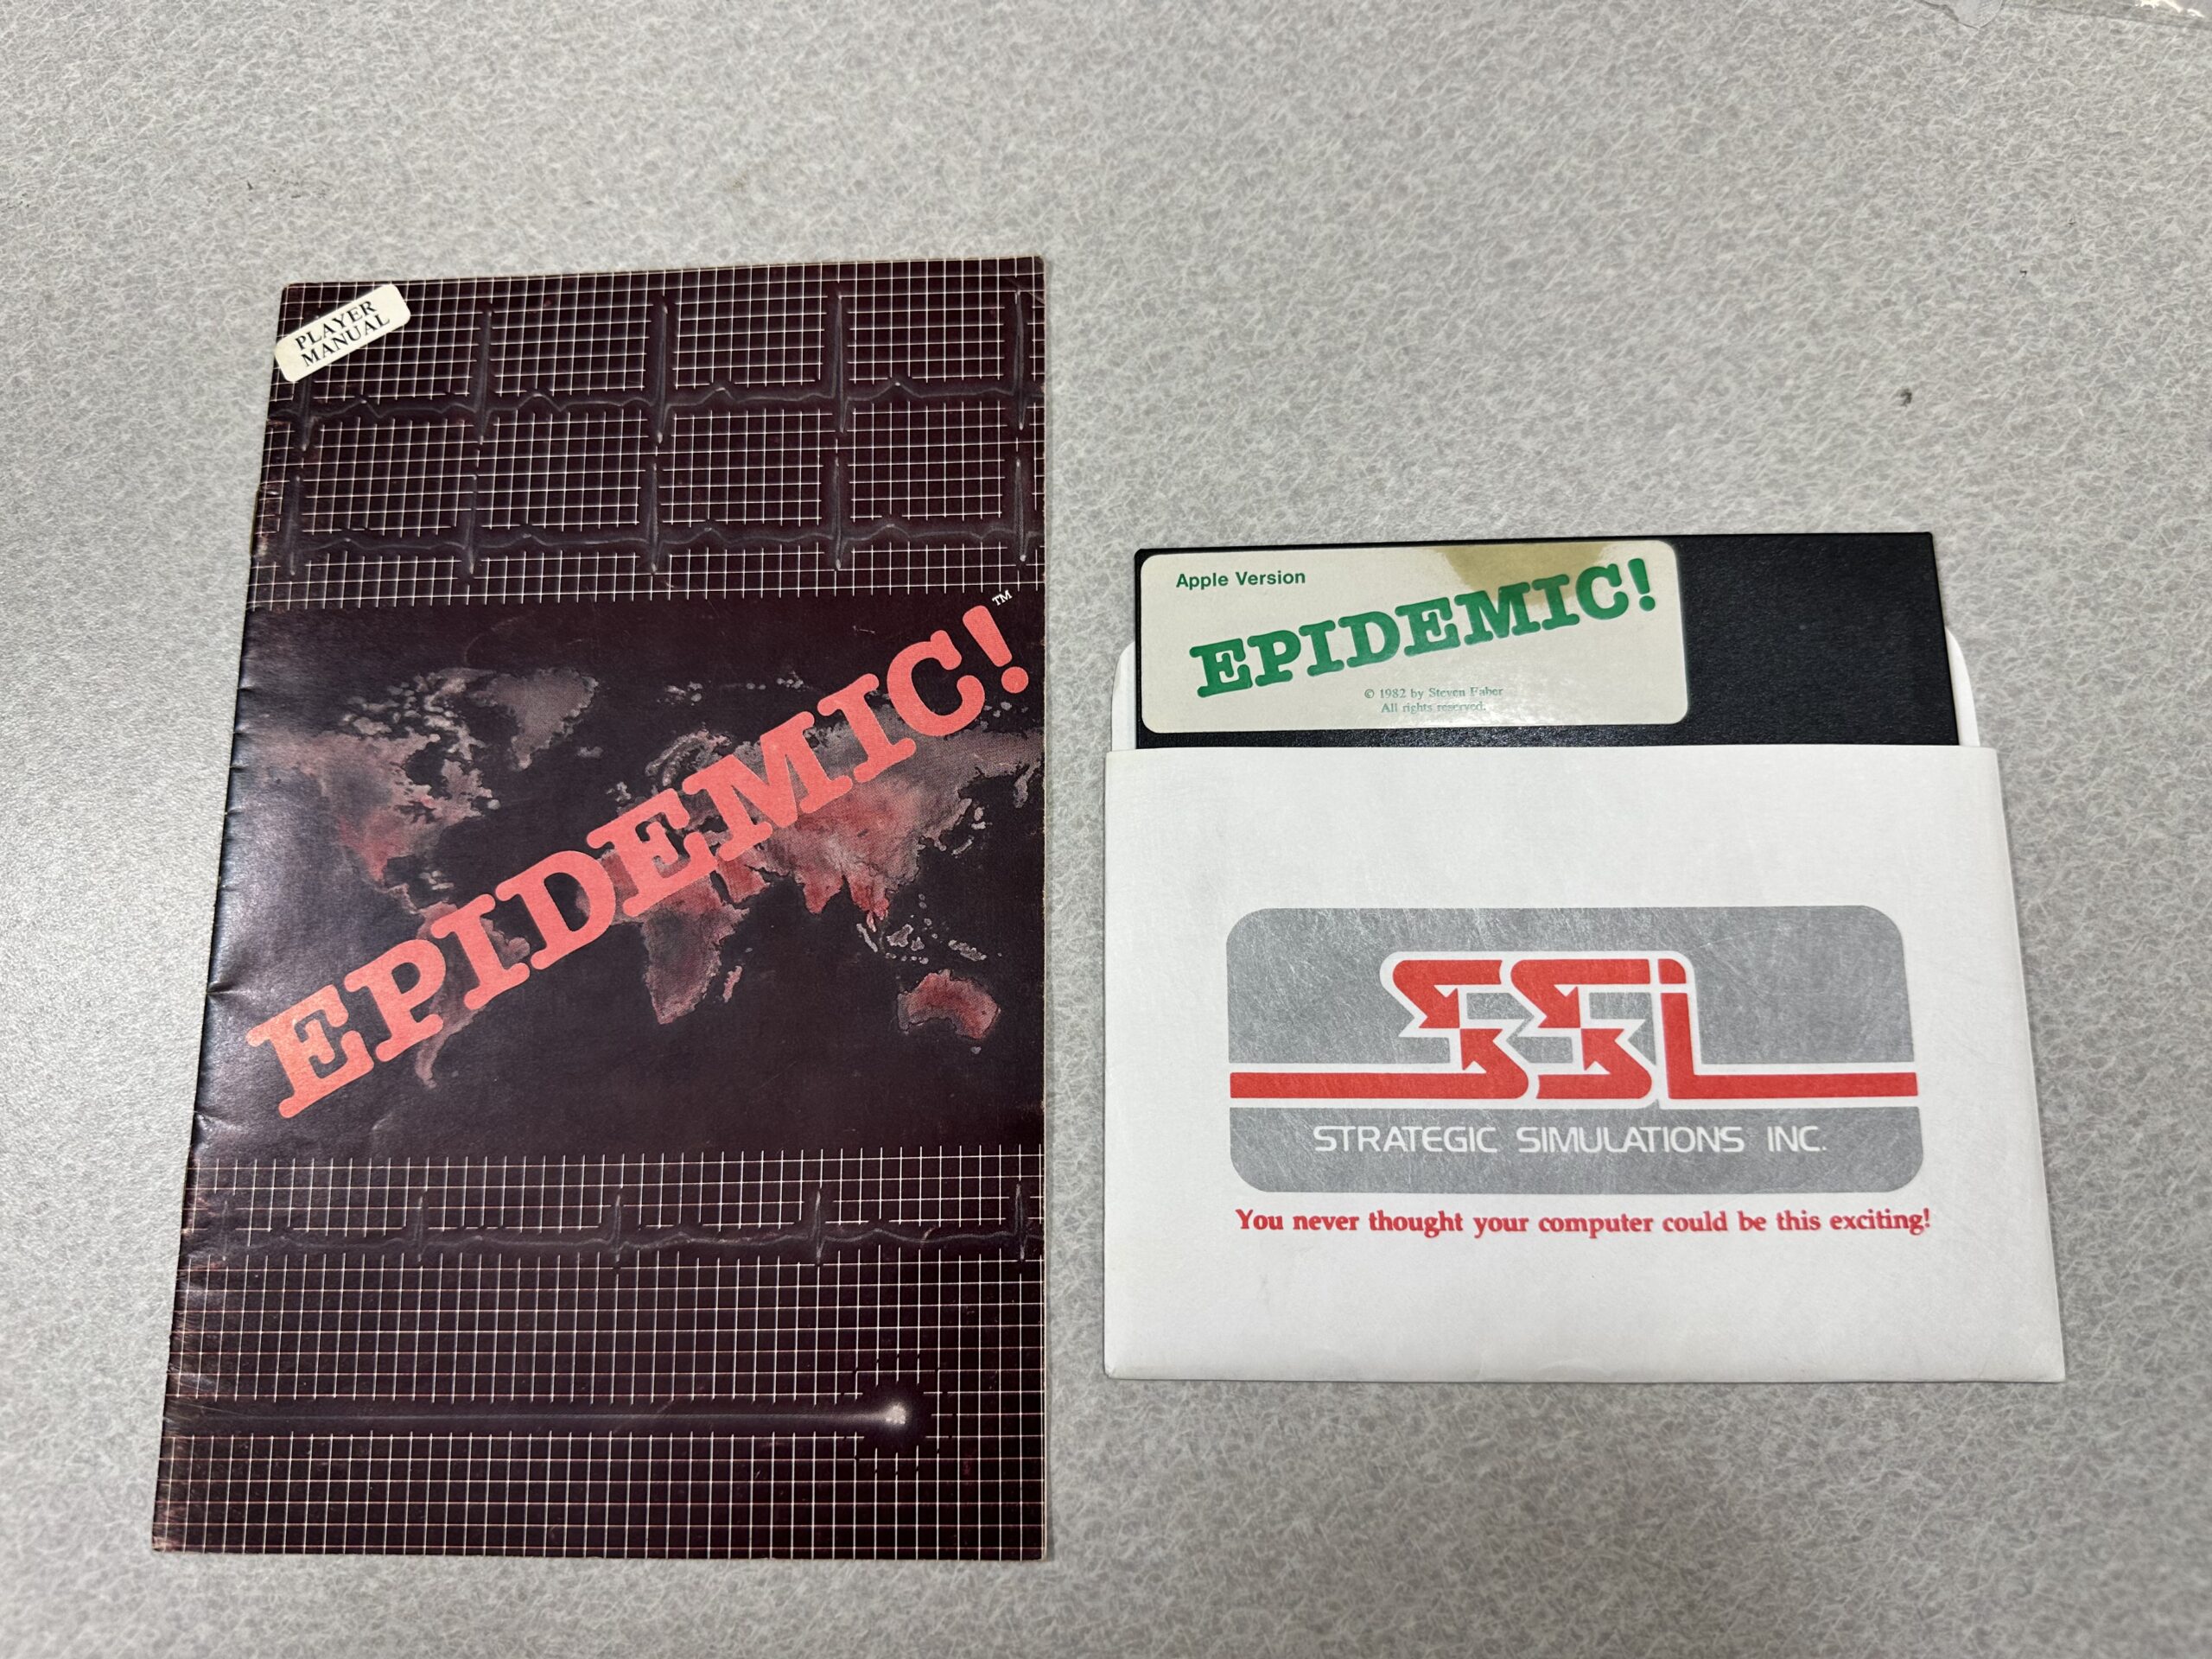 PLAYER
MANUAL
EPIDEMIC!™
Apple Version
EPIDEMIC!
© 1982 by Steven Faber
All rights reserved.
SSI
STRATEGIC SIMULATIONS INC.
You never thought your computer could be this exciting!